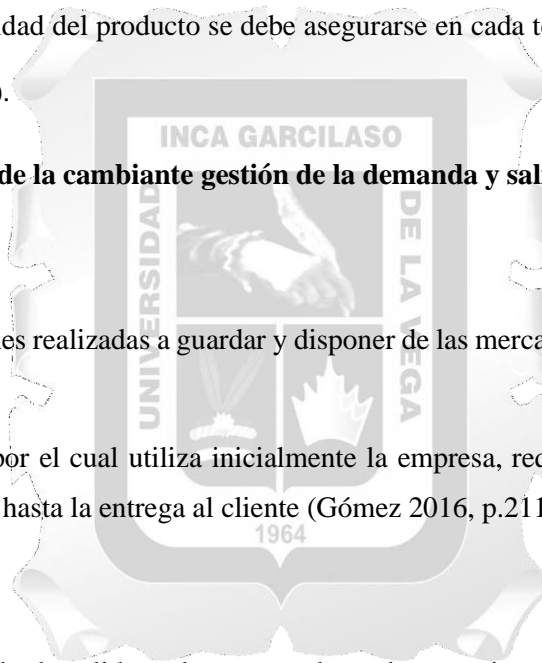 idad del producto se debe asegurarse en cada t
).
INCA GARCILASO
de la cambiante gestión de la demanda y sal
UNIVERSIDAD
DE LA VEGA
es realizadas a guardar y disponer de las merca
por el cual utiliza inicialmente la empresa, re
hasta la entrega al cliente (Gómez 2016, p.211
1964